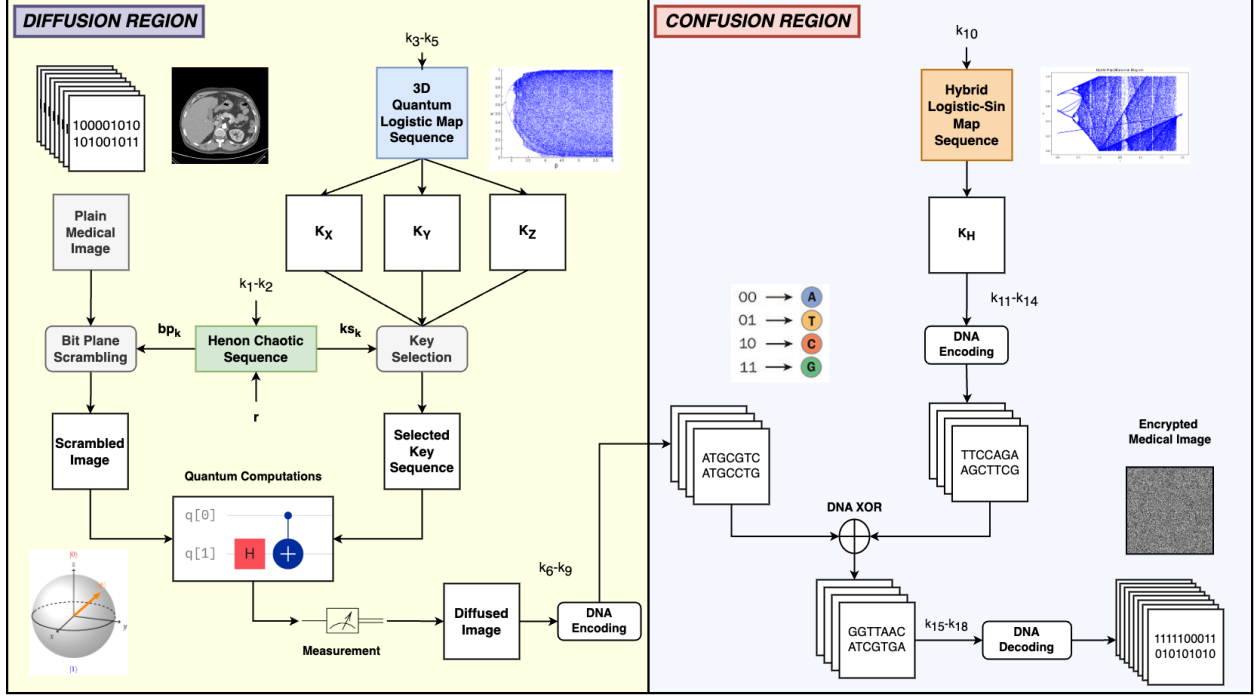 DIFFUSION REGION
k3-k5
100001010
101001011
3D
Quantum
Logistic Map
Sequence
Plain
Medical
Image
KX
KY
KZ
k1-k2
Bit Plane
Scrambling
bpk
Henon Chaotic
Sequence
ksk
Key
Selection
r
Scrambled
Image
Selected
Key
Sequence
Quantum Computations
q[0]
q[1]
H
|0⟩
z
x
y
|1⟩
Measurement
Diffused
Image
k6-k9
DNA
Encoding
CONFUSION REGION
k10
Hybrid
Logistic-Sin
Map
Sequence
KH
k11-k14
00 A
01 T
10 C
11 G
DNA
Encoding
ATGCGTC
ATGCCTG
TTCCAGA
AGCTTCG
DNA XOR
Encrypted
Medical Image
GGTTAAC
ATCGTGA
k15-k18
DNA
Decoding
1111100011
010101010